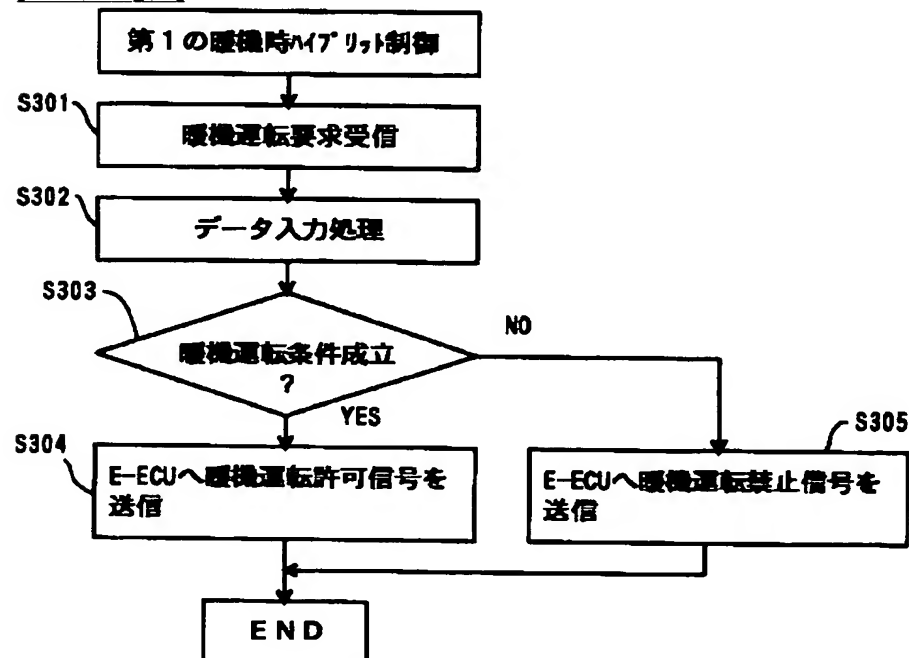 第1の暖機時ﾊｲﾌﾞﾘｯﾄ制御
S301
暖機運転要求受信
S302
データ入力処理
S303
暖機運転条件成立
?
NO
YES
S304
E-ECUへ暖機運転許可信号を
送信
S305
E-ECUへ暖機運転禁止信号を
送信
END